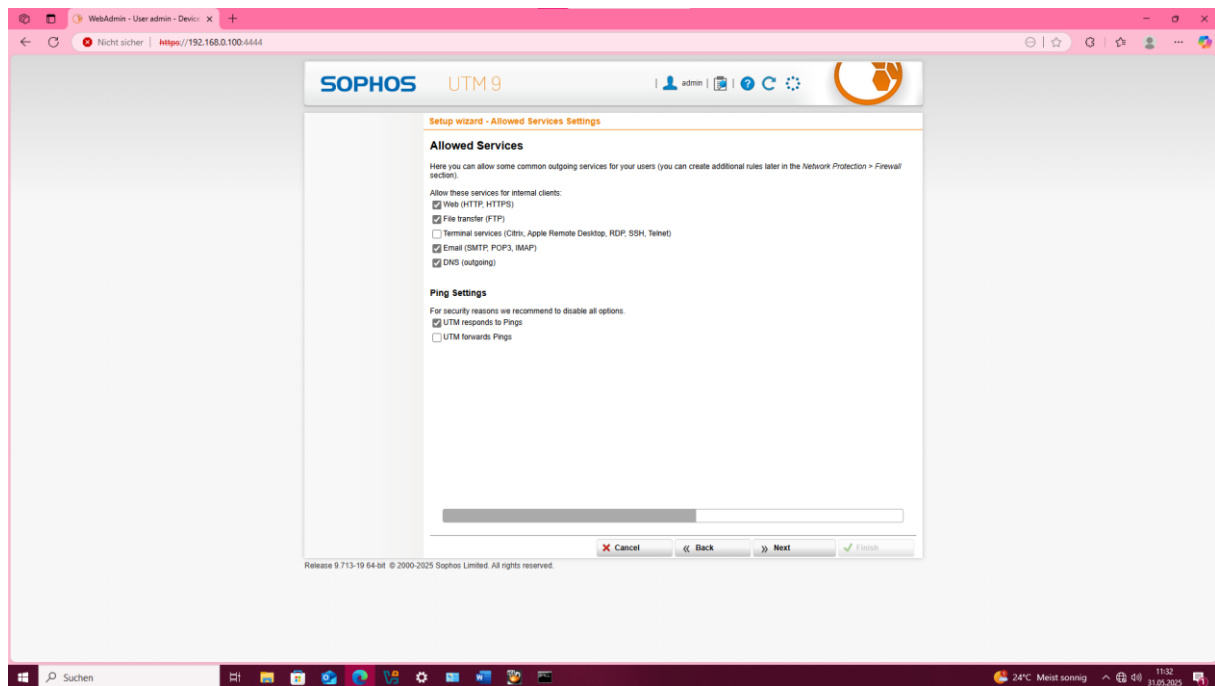 WebAdmin - User admin - Device
Nicht sicher
https://192.168.0.100:4444
SOPHOS UTM 9
admin
Setup wizard - Allowed Services Settings
Allowed Services
Here you can allow some common outgoing services for your users (you can create additional rules later in the Network Protection > Firewall
section).
Allow these services for internal clients:
Web (HTTP, HTTPS)
File transfer (FTP)
Terminal services (Citrix, Apple Remote Desktop, RDP, SSH, Telnet)
Email (SMTP, POP3, IMAP)
DNS (outgoing)
Ping Settings
For security reasons we recommend to disable all options.
UTM responds to Pings
UTM forwards Pings
Cancel
Back
Next
Finish
Release 9.713-19 64-bit © 2000-2025 Sophos Limited. All rights reserved.
Suchen
24°C Meist sonnig
11:32
31.05.2025